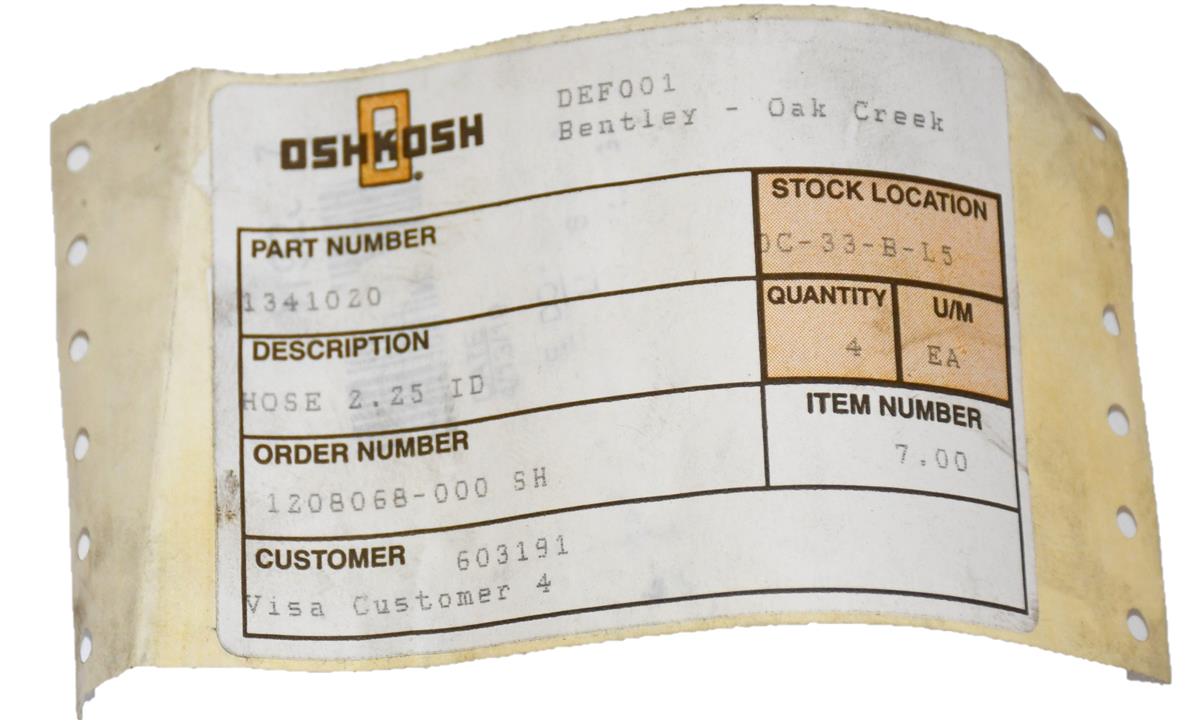 OSHKOSH
DEF001
Bentley - Oak Creek
PART NUMBER
1341020
STOCK LOCATION
DC-33-B-L5
QUANTITY
4
U/M
EA
DESCRIPTION
HOSE 2.25 ID
ITEM NUMBER
7.00
ORDER NUMBER
1208068-000 SH
CUSTOMER 603191
Visa Customer 4